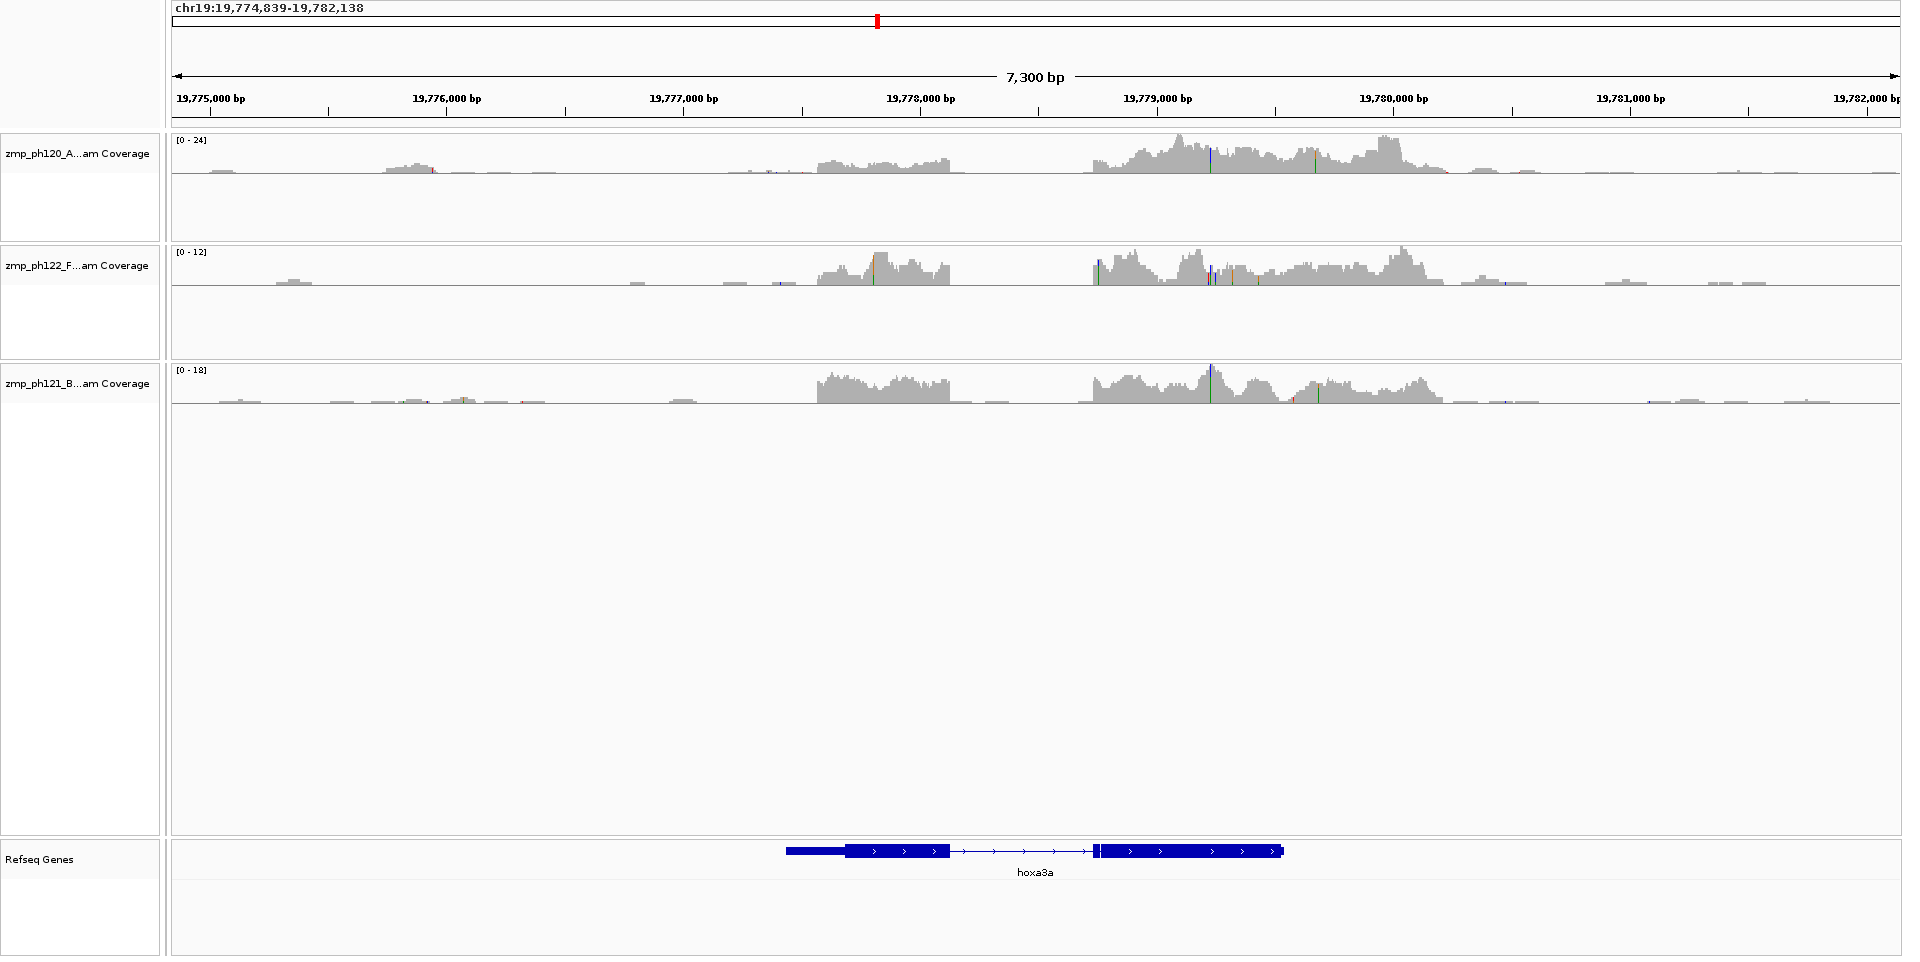 chr19:19,774,839-19,782,138
7,300 bp
19,775,000 bp 19,776,000 bp 19,777,000 bp 19,778,000 bp 19,779,000 bp 19,780,000 bp 19,781,000 bp 19,782,000 bp
zmp_ph120_A...am Coverage [0 - 24]
zmp_ph122_F...am Coverage [0 - 12]
zmp_ph121_B...am Coverage [0 - 18]
Refseq Genes
hoxa3a